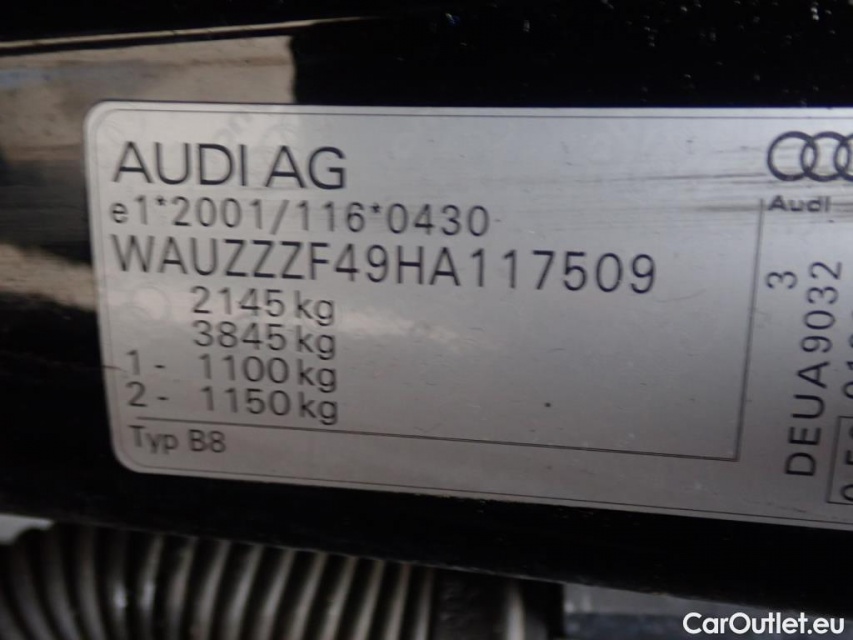 AUDI AG
e1*2001/116*0430
WAUZZZF49HA117509
2145 kg
3845 kg
1- 1100 kg
2- 1150 kg
Typ B8
Audi
3
DEUA9032
CarOutlet.eu